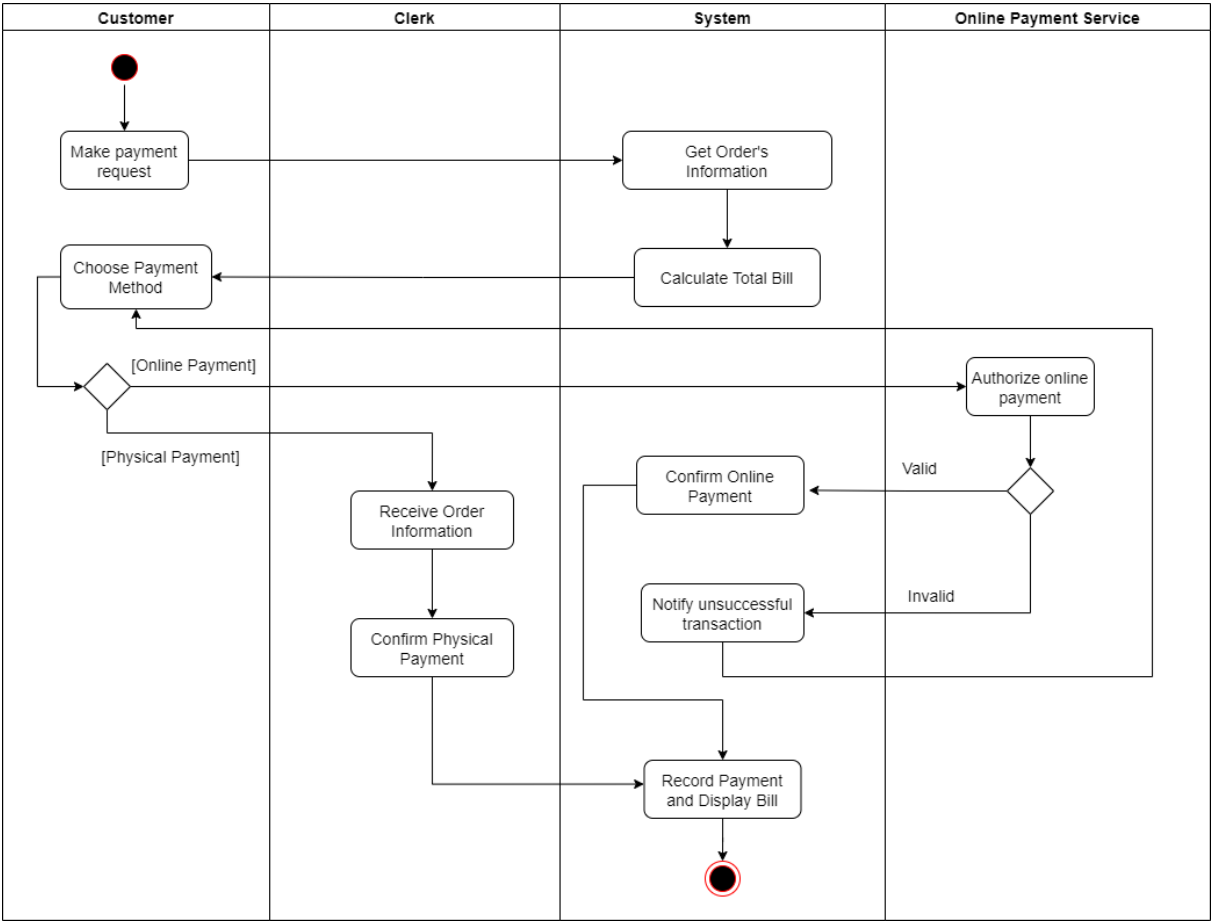 Customer
Clerk
System
Online Payment Service
Make payment
request
Get Order's
Information
Choose Payment
Method
Calculate Total Bill
[Online Payment]
Authorize online
payment
[Physical Payment]
Confirm Online
Payment
Valid
Receive Order
Information
Notify unsuccessful
transaction
Invalid
Confirm Physical
Payment
Record Payment
and Display Bill